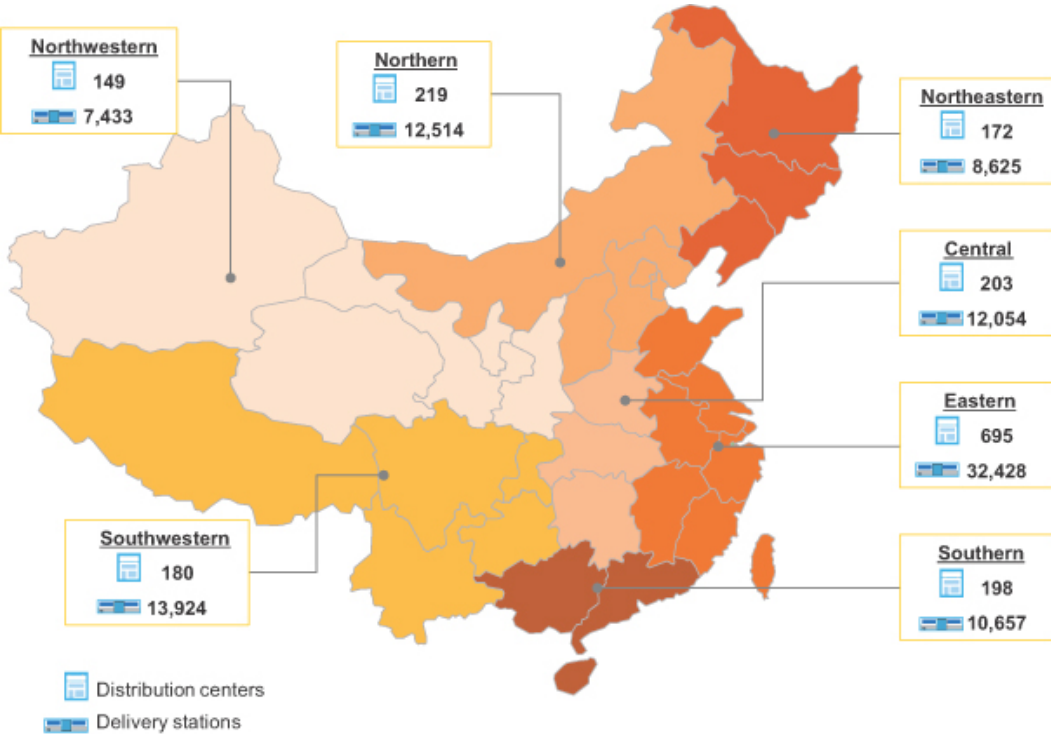 Northwestern
149
7,433
Northern
219
12,514
Northeastern
172
8,625
Central
203
12,054
Eastern
695
32,428
Southwestern
180
13,924
Southern
198
10,657
Distribution centers
Delivery stations